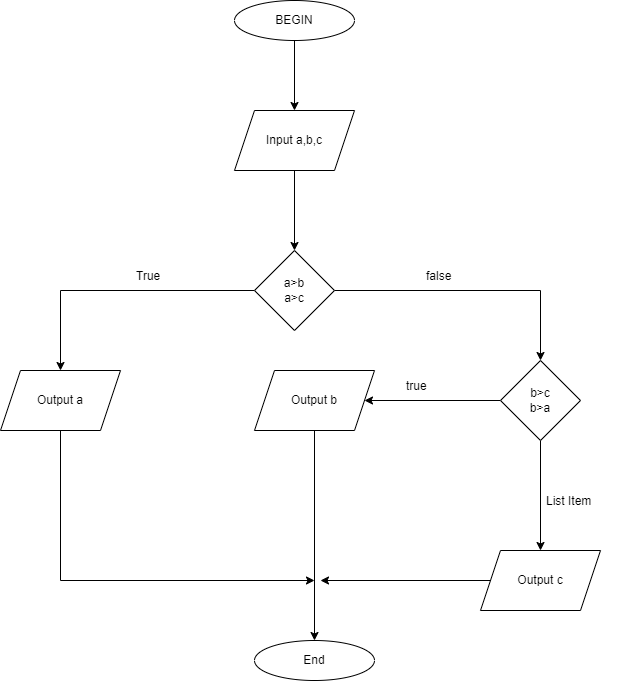 BEGIN
Input a,b,c
a>b
a>c
True
false
Output a
Output b
true
b>c
b>a
List Item
Output c
End